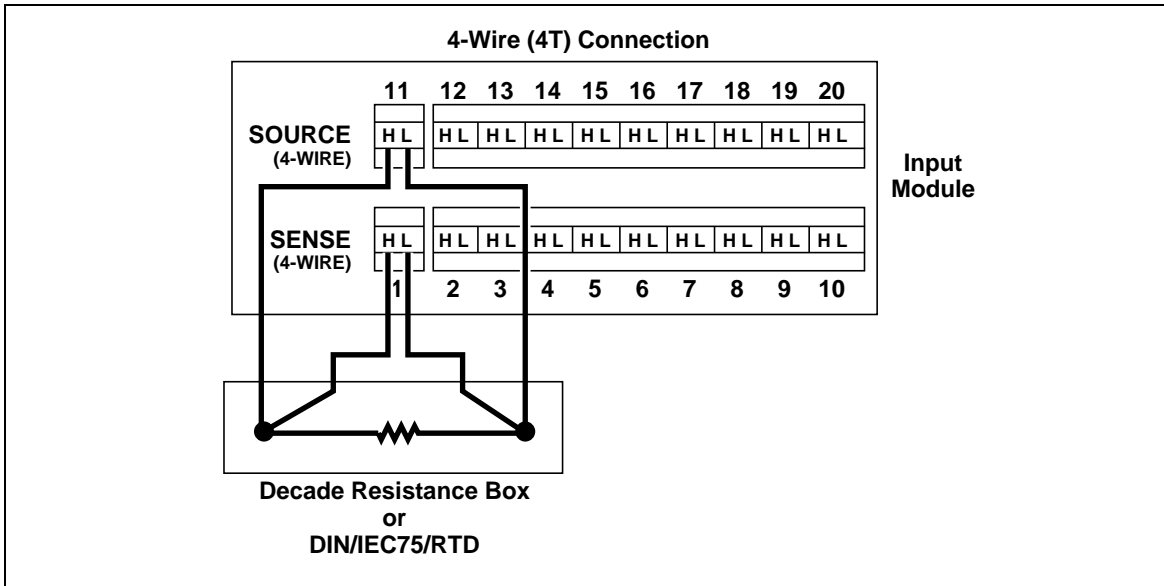 4-Wire (4T) Connection
11 12 13 14 15 16 17 18 19 20
SOURCE
(4-WIRE)
H L H L H L H L H L H L H L H L H L H L
Input
Module
SENSE
(4-WIRE)
H L H L H L H L H L H L H L H L H L H L
1 2 3 4 5 6 7 8 9 10
Decade Resistance Box
or
DIN/IEC75/RTD